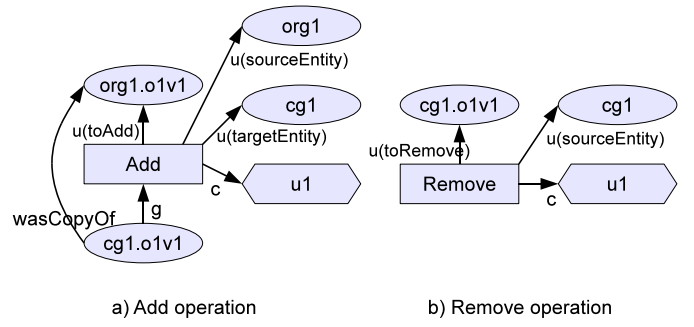 org1
u(sourceEntity)
org1.o1v1
u(toAdd)
cg1
u(targetEntity)
Add
c
u1
wasCopyOf
g
cg1.o1v1
a) Add operation
cg1.o1v1
cg1
u(toRemove)
u(sourceEntity)
Remove
c
u1
b) Remove operation